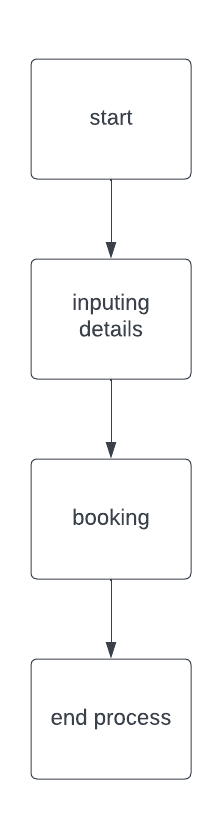 start
inputing
details
booking
end process